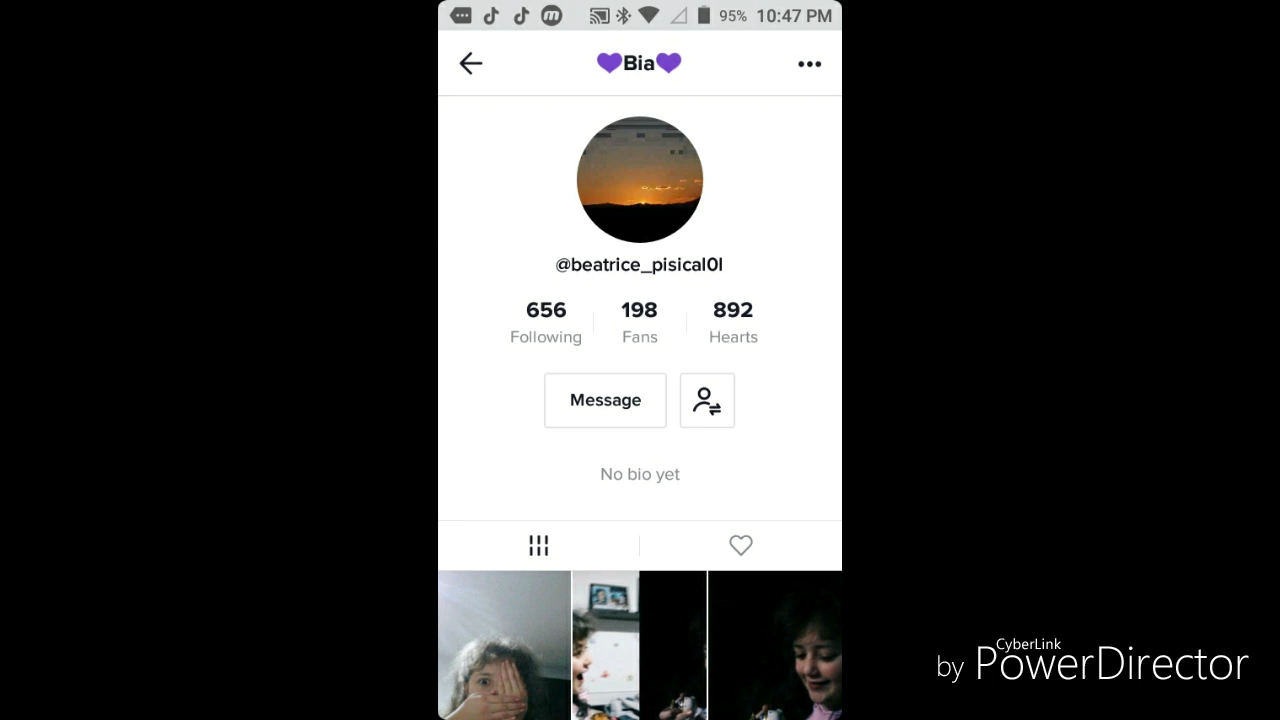 95% 10:47 PM
💜Bia💜
@beatrice_pisical0l
656 198 892
Following Fans Hearts
Message
No bio yet
CyberLink
by PowerDirector